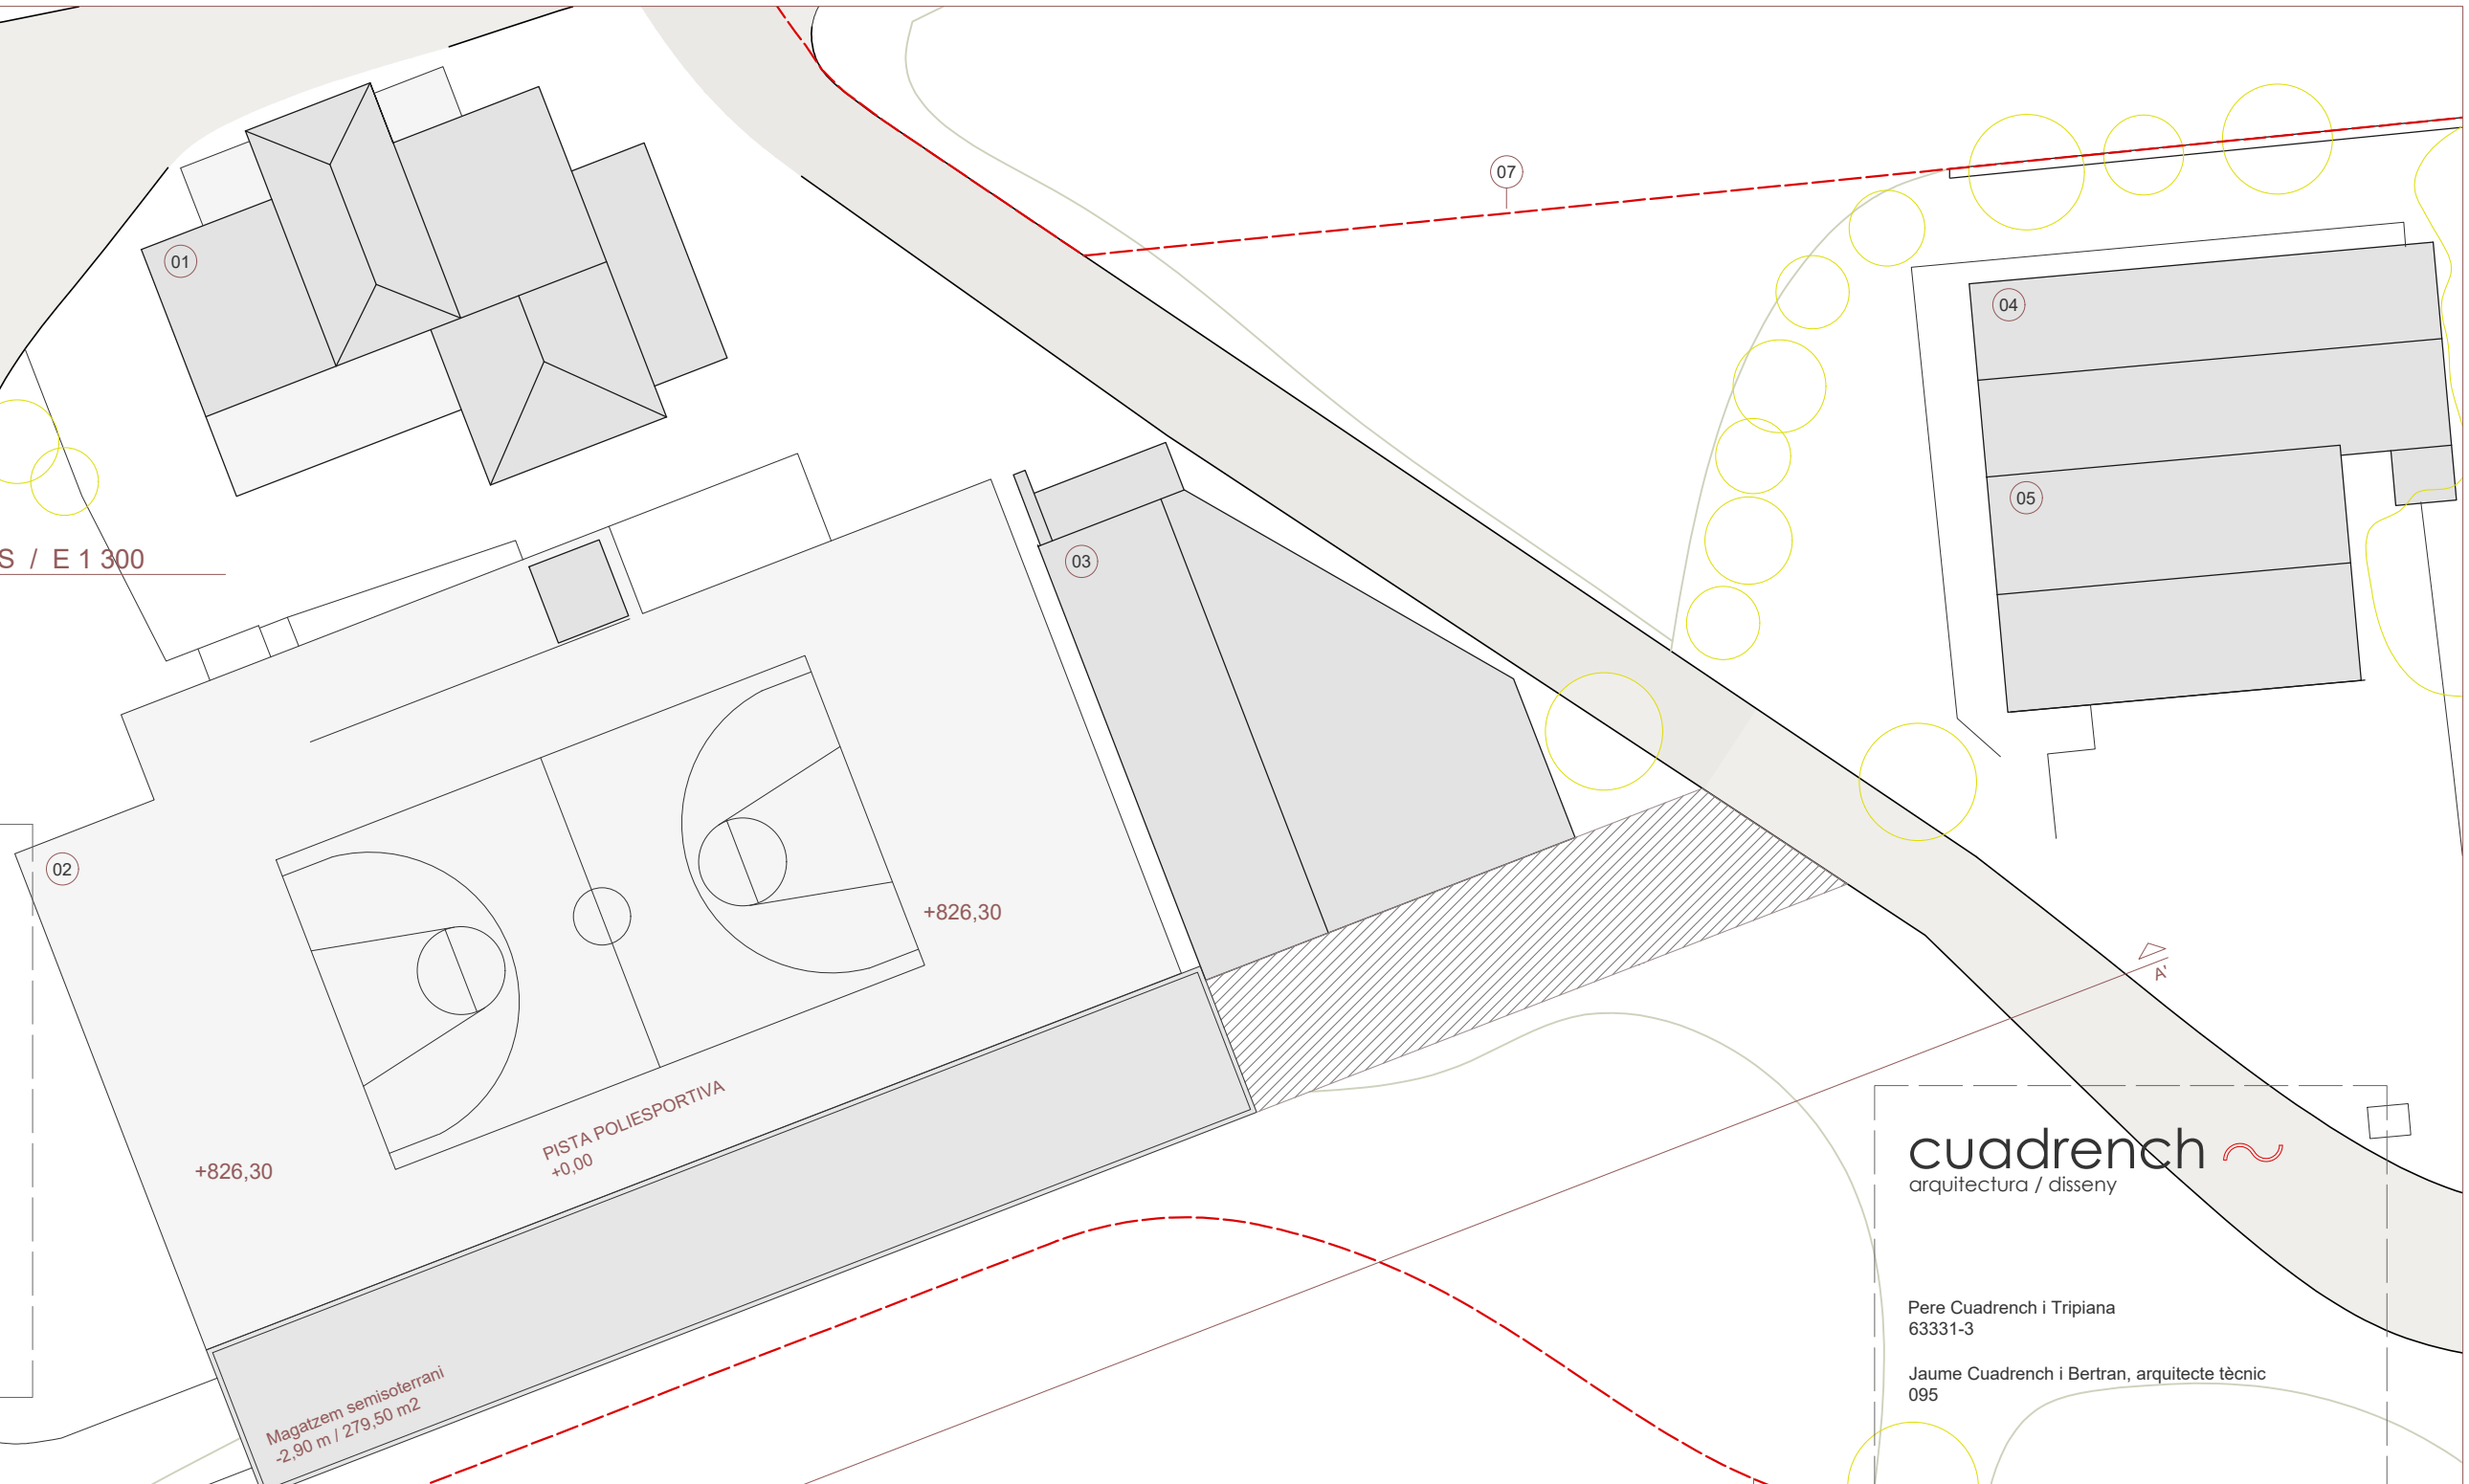 07
01
04
05
S / E 1 300
03
02
+826,30
A'
PISTA POLIESPORTIVA
+0,00
+826,30
cuadrench
arquitectura / disseny
Pere Cuadrench i Tripiana
63331-3
Jaume Cuadrench i Bertran, arquitecte tècnic
095
Magatzem semisoterrani
-2,90 m / 279,50 m2